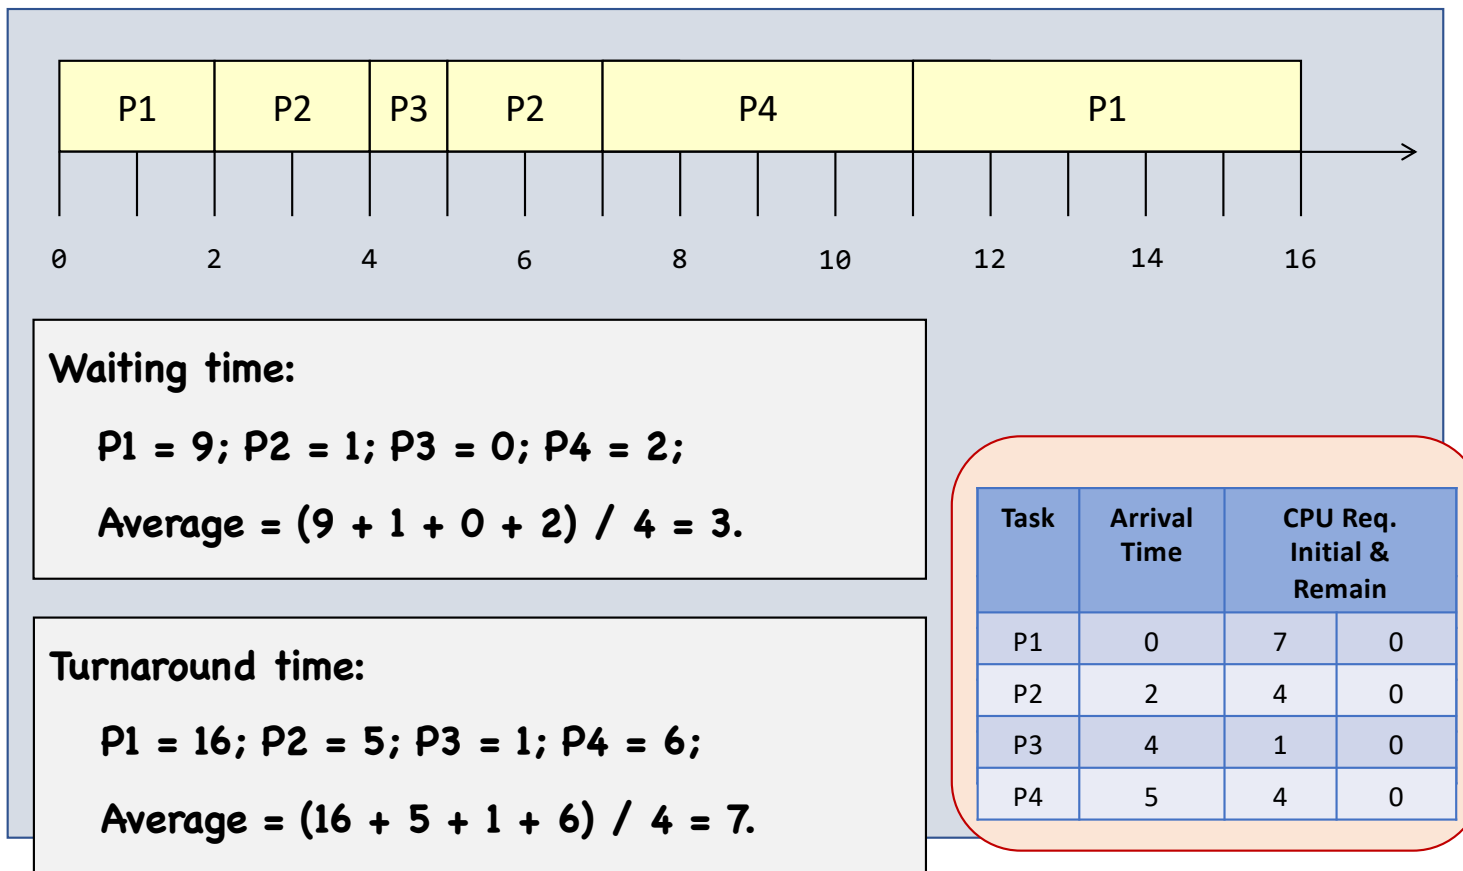 P1 P2 P3 P2 P4 P1
0 2 4 6 8 10 12 14 16
Waiting time:
P1 = 9; P2 = 1; P3 = 0; P4 = 2;
Average = (9 + 1 + 0 + 2) / 4 = 3.
Turnaround time:
P1 = 16; P2 = 5; P3 = 1; P4 = 6;
Average = (16 + 5 + 1 + 6) / 4 = 7.
Task Arrival CPU Req.
Time Initial &
Remain
P1 0 7 0
P2 2 4 0
P3 4 1 0
P4 5 4 0